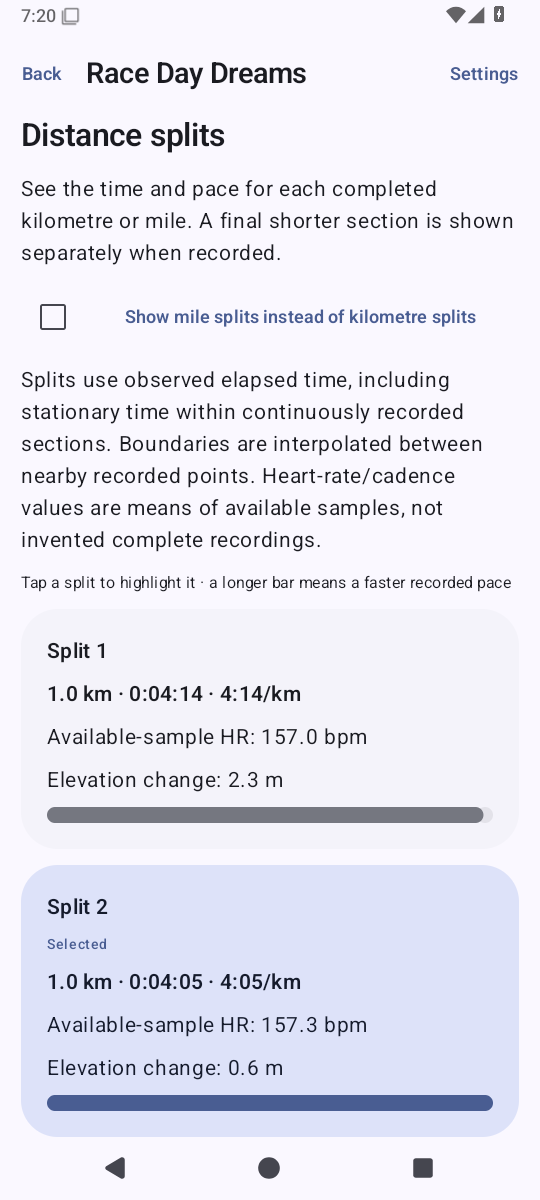 7:20
Back
Race Day Dreams
Settings
Distance splits
See the time and pace for each completed
kilometre or mile. A final shorter section is shown
separately when recorded.
Show mile splits instead of kilometre splits
Splits use observed elapsed time, including
stationary time within continuously recorded
sections. Boundaries are interpolated between
nearby recorded points. Heart-rate/cadence
values are means of available samples, not
invented complete recordings.
Tap a split to highlight it · a longer bar means a faster recorded pace
Split 1
1.0 km · 0:04:14 · 4:14/km
Available-sample HR: 157.0 bpm
Elevation change: 2.3 m
Split 2
Selected
1.0 km · 0:04:05 · 4:05/km
Available-sample HR: 157.3 bpm
Elevation change: 0.6 m